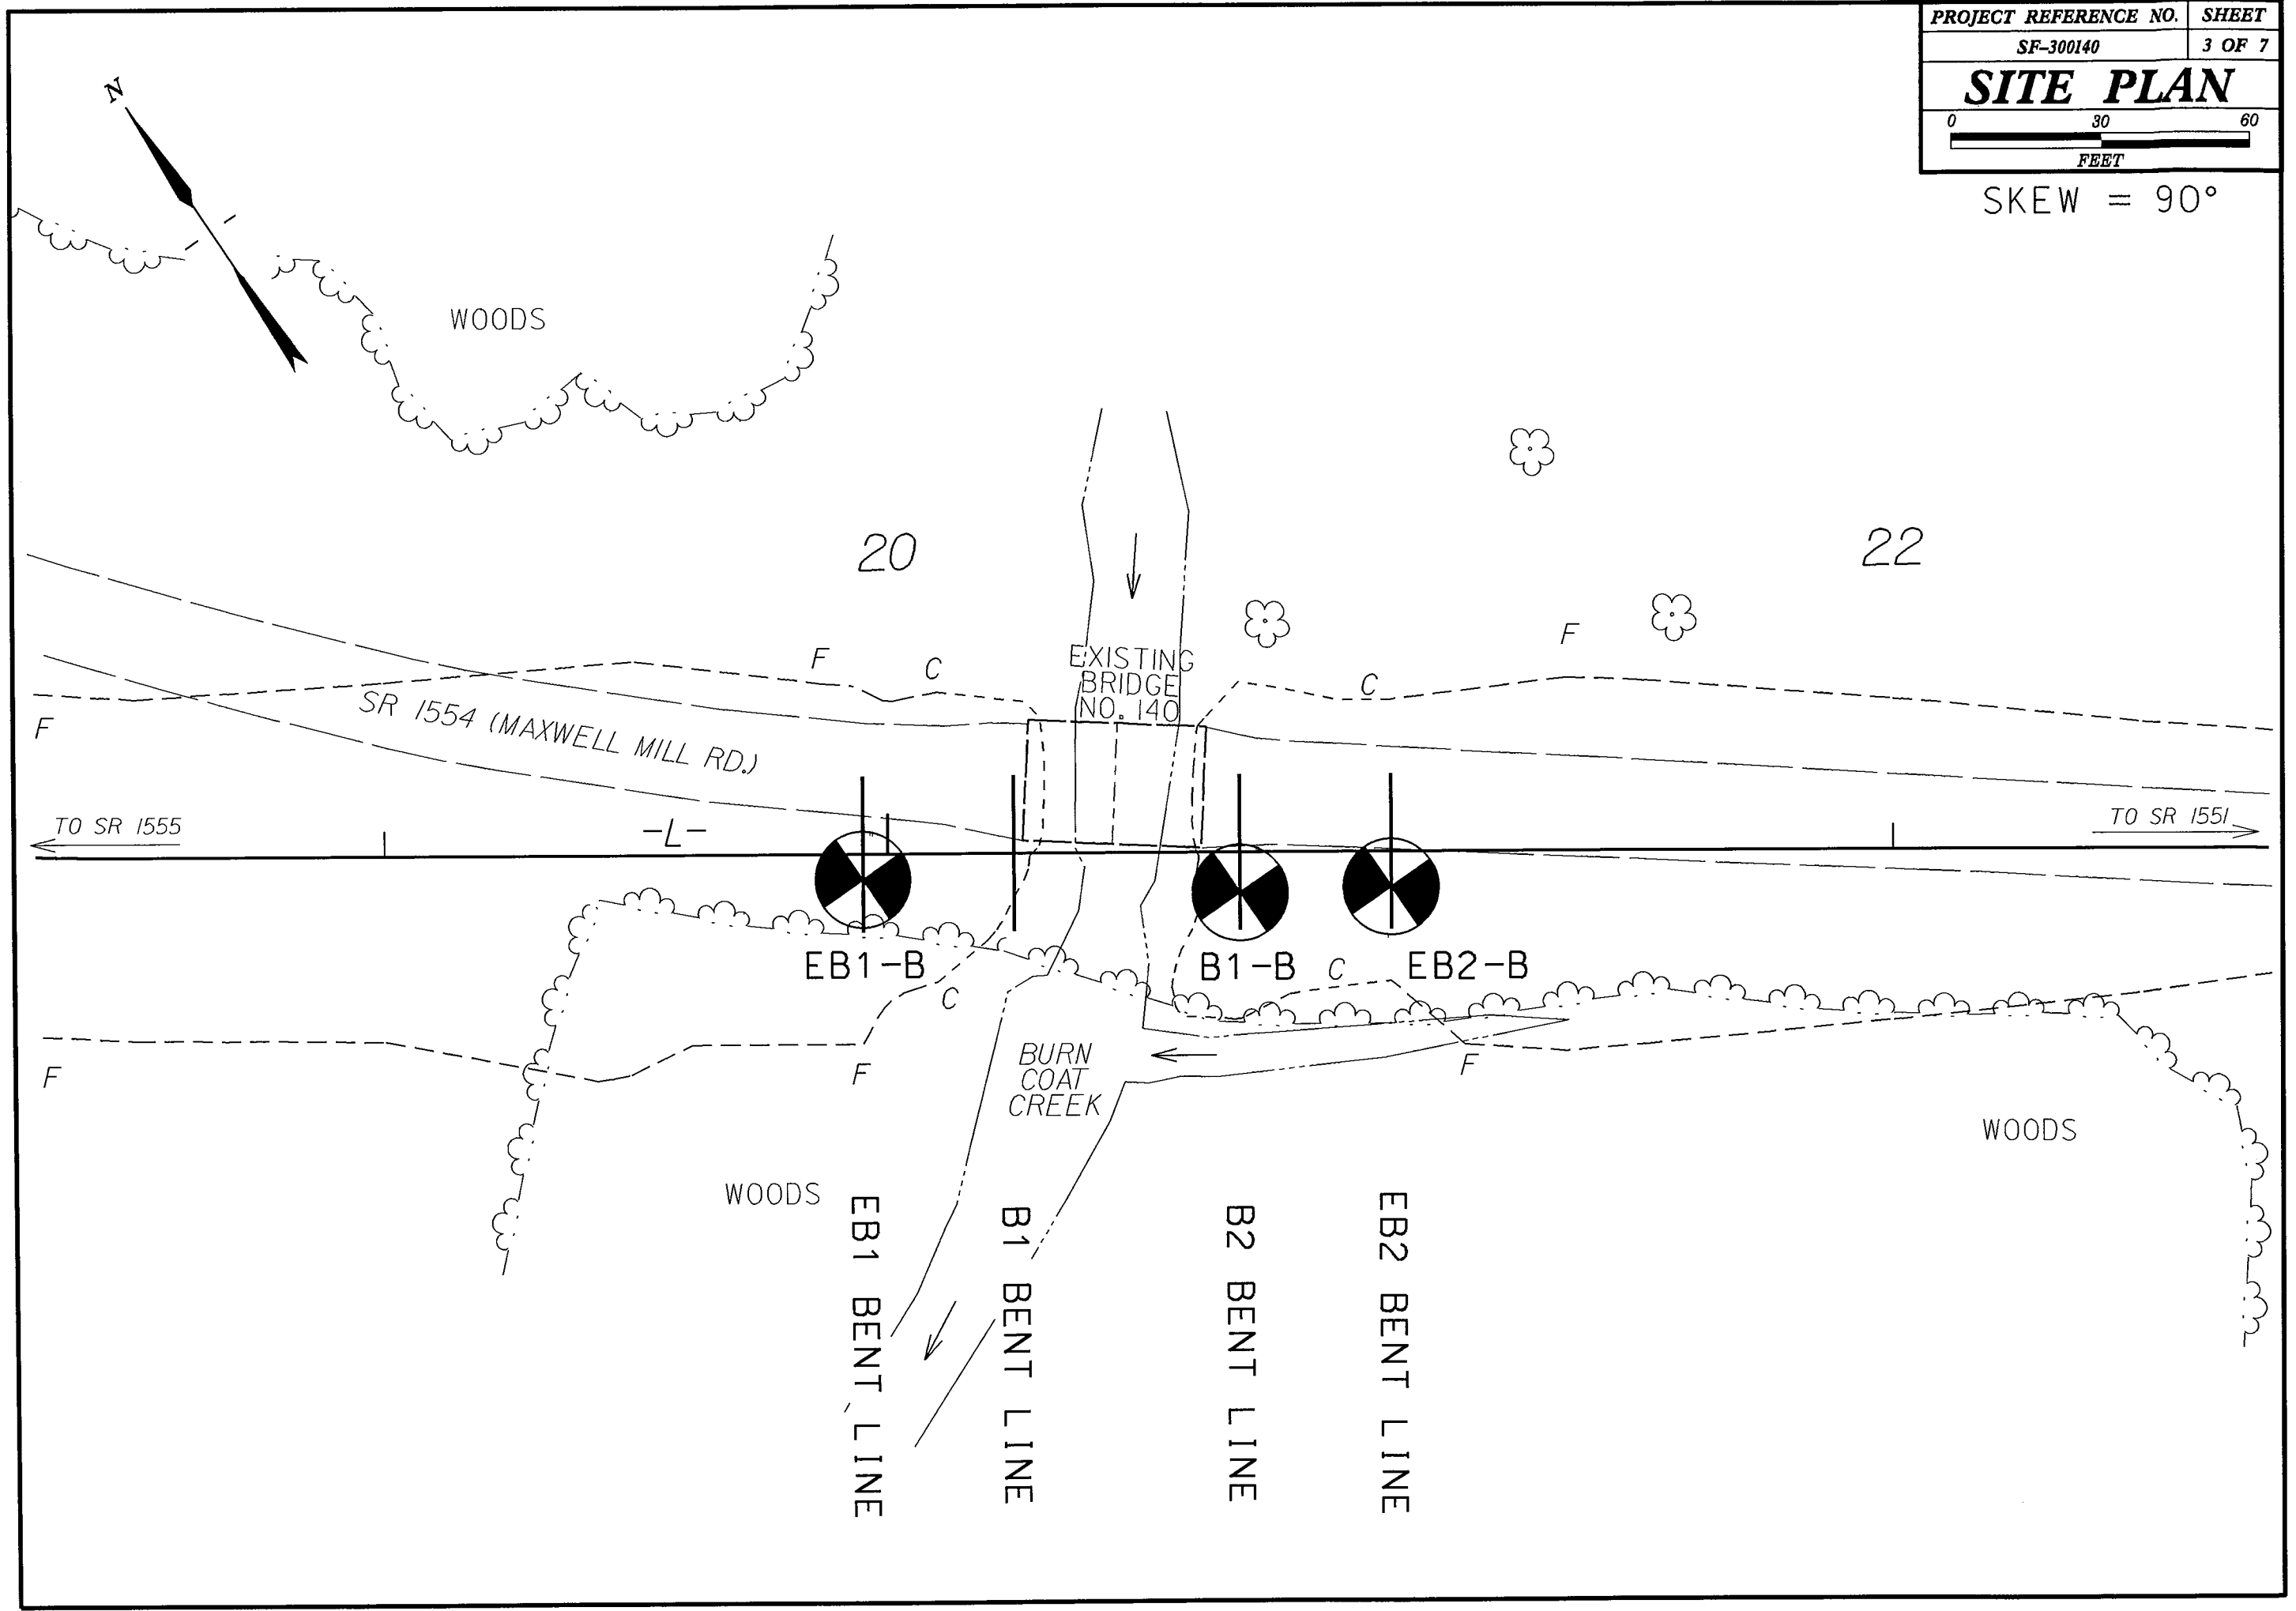 PROJECT REFERENCE NO. SHEET
SF-300140 3 OF 7
SITE PLAN
0 30 60
FEET
SKEW = 90°
N
WOODS
20
22
F
C
EXISTING
BRIDGE
NO. 140
C
F
F
SR 1554 (MAXWELL MILL RD.)
TO SR 1555
-L-
TO SR 1551
EB1-B
B1-B
C
EB2-B
C
F
F
BURN
COAT
CREEK
F
WOODS
WOODS
EB1 BENT LINE
B1 BENT LINE
B2 BENT LINE
EB2 BENT LINE